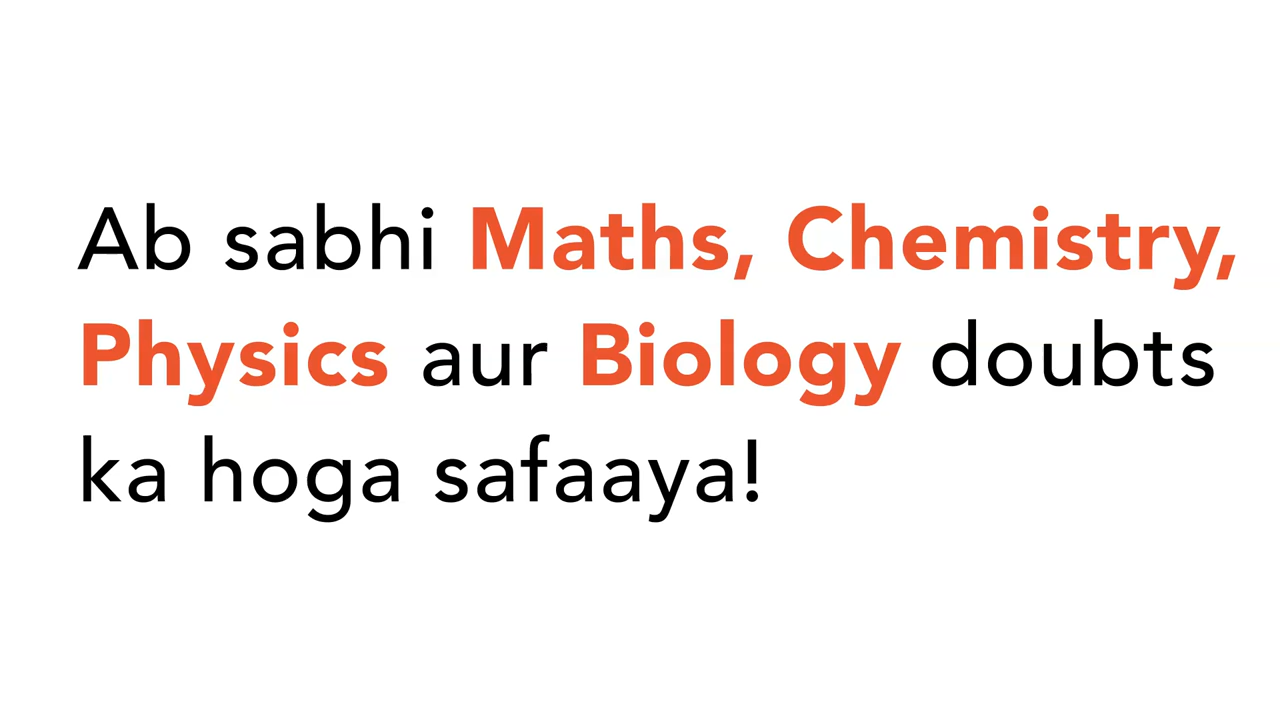 Ab sabhi Maths, Chemistry,
Physics aur Biology doubts
ka hoga safaaya!